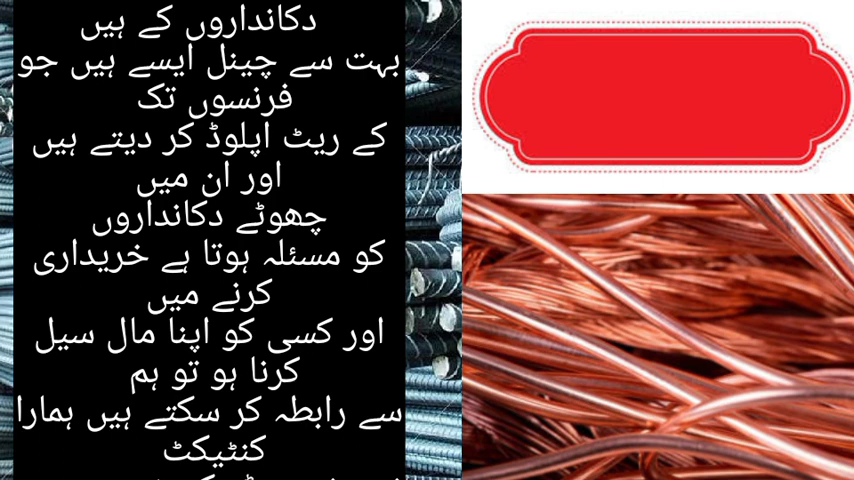 دکانداروں کے ہیں
بہت سے چینل ایسے ہیں جو
فرنسوں تک
کے ریٹ اپلوڈ کر دیتے ہیں
اور ان میں
چھوٹے دکانداروں
کو مسئلہ ہوتا ہے خریداری
کرنے میں
اور کسی کو اپنا مال سیل
کرنا ہو تو ہم
سے رابطہ کر سکتے ہیں ہمارا
کنٹیکٹ